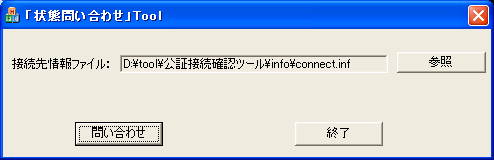 「状態問い合わせ」Tool
接続先情報ファイル： D:¥tool¥公証接続確認ツール¥info¥connect.inf 参照
問い合わせ 終了